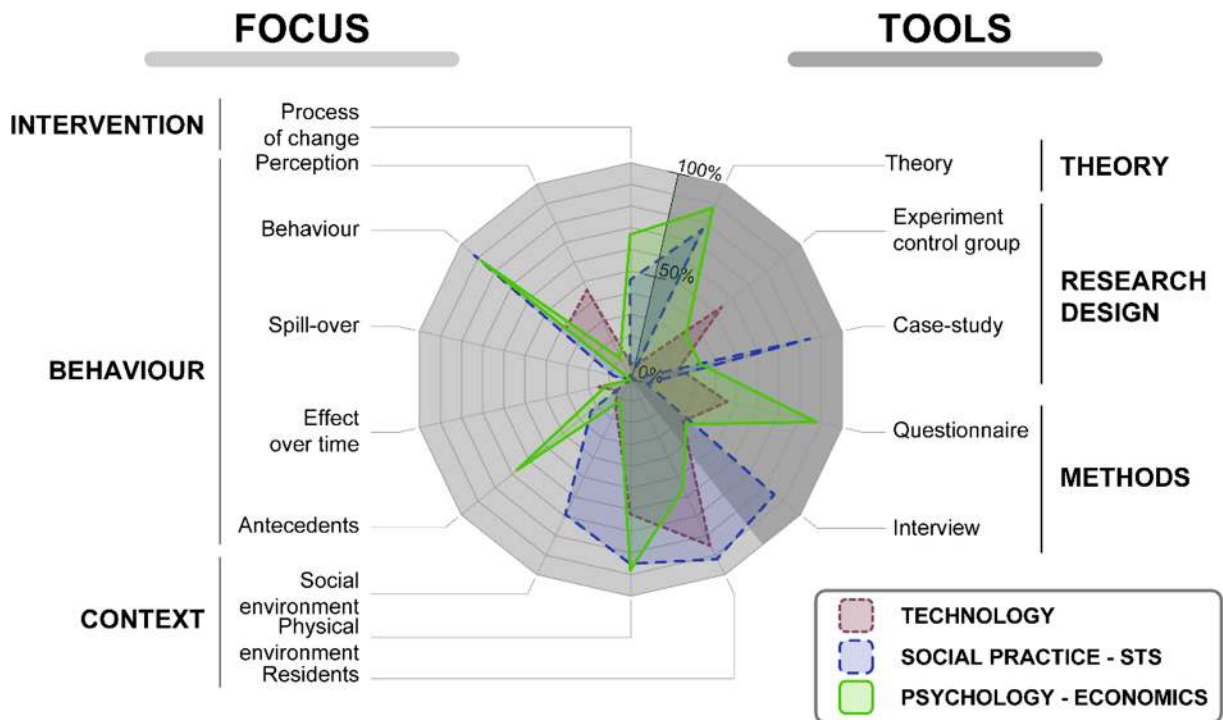 FOCUS
TOOLS
INTERVENTION
Process
of change
Perception
Behaviour
Spill-over
BEHAVIOUR
Effect
over time
Antecedents
CONTEXT
Social
environment
Physical
environment
Residents
100%
50%
0%
Theory
THEORY
Experiment
control group
RESEARCH
DESIGN
Case-study
Questionnaire
METHODS
Interview
TECHNOLOGY
SOCIAL PRACTICE - STS
PSYCHOLOGY - ECONOMICS